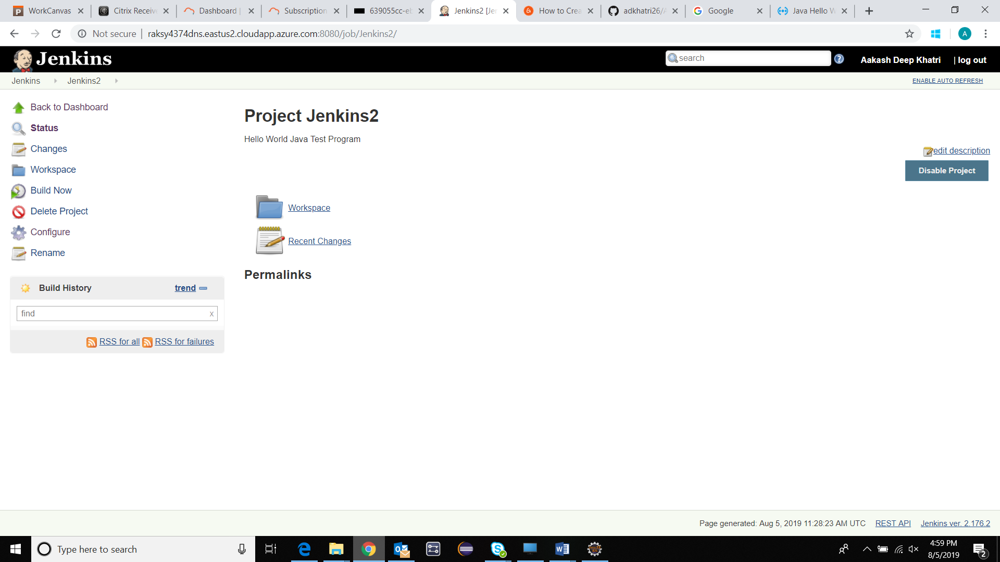 WorkCanvas
Citrix Receive
Dashboard |
Subscription
639055cc-eb
Jenkins2 [Je
How to Crea
adkhatri26/A
Google
Java Hello W
Not secure | raksy4374dns.eastus2.cloudapp.azure.com:8080/job/Jenkins2/
A
Jenkins
search
Aakash Deep Khatri
| log out
Jenkins
Jenkins2
ENABLE AUTO REFRESH
Back to Dashboard
Status
Changes
Workspace
Build Now
Delete Project
Configure
Rename
Build History
trend
find
x
RSS for all
RSS for failures
Project Jenkins2
Hello World Java Test Program
edit description
Disable Project
Workspace
Recent Changes
Permalinks
Page generated: Aug 5, 2019 11:28:23 AM UTC
REST API
Jenkins ver. 2.176.2
Type here to search
4:59 PM
8/5/2019
2